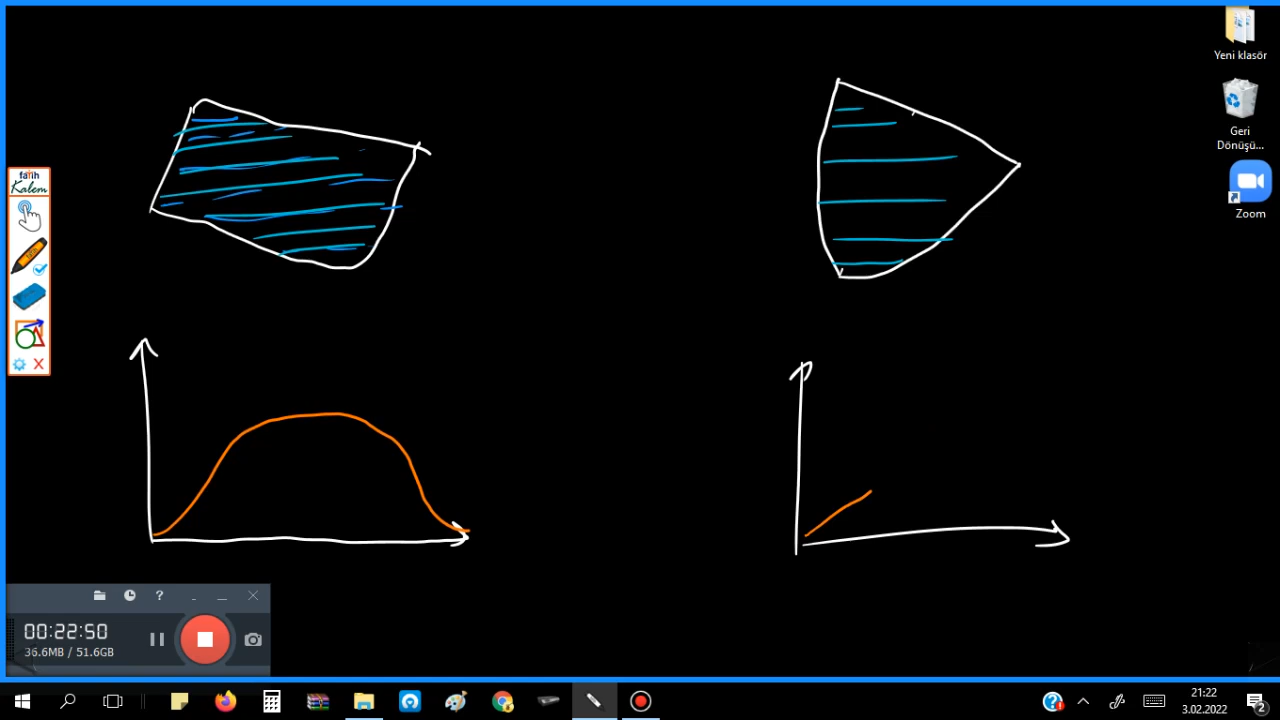 Yeni klasör
Geri
Dönüşü...
Zoom
fatih
Kalem
00:22:50
36.6MB / 51.6GB
21:22
3.02.2022
2